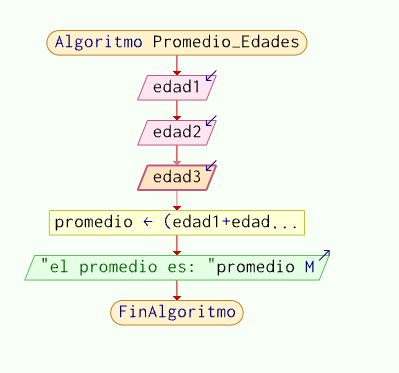 Algoritmo Promedio_Edades
edad1
edad2
edad3
promedio ← (edad1+edad...
"el promedio es: "promedio M
FinAlgoritmo